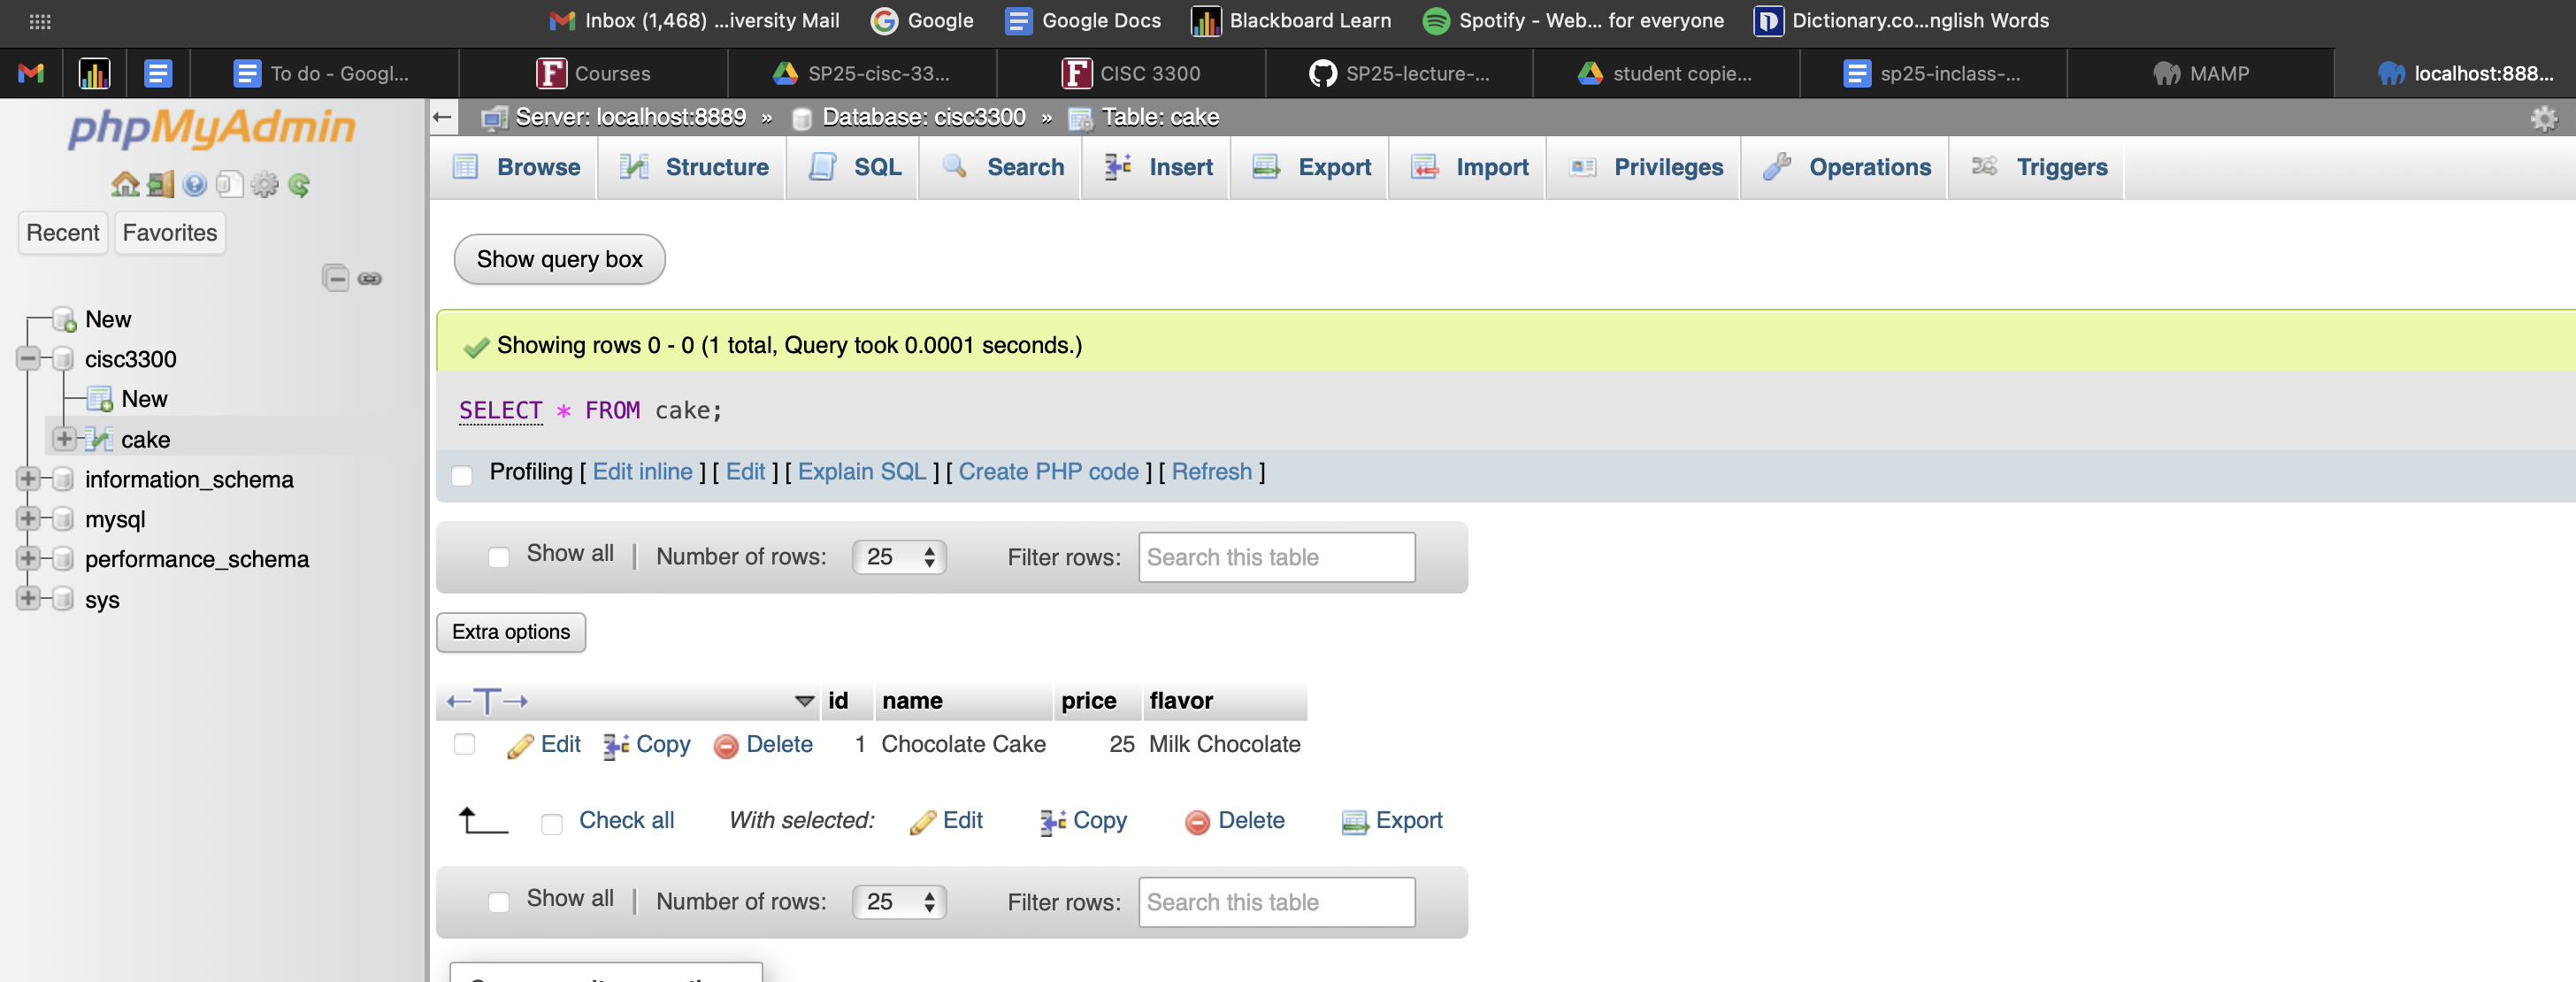 Inbox (1,468) ...iversity Mail Google Google Docs Blackboard Learn Spotify - Web... for everyone Dictionary.co...nglish Words
To do - Googl... Courses SP25-cisc-33... CISC 3300 SP25-lecture-... student copie... sp25-inclass-... MAMP localhost:888...
phpMyAdmin
Recent Favorites
New
cisc3300
New
cake
information_schema
mysql
performance_schema
sys
Server: localhost:8889 » Database: cisc3300 » Table: cake
Browse Structure SQL Search Insert Export Import Privileges Operations Triggers
Show query box
Showing rows 0 - 0 (1 total, Query took 0.0001 seconds.)
SELECT * FROM cake;
Profiling [ Edit inline ] [ Edit ] [ Explain SQL ] [ Create PHP code ] [ Refresh ]
Show all | Number of rows: 25 Filter rows: Search this table
Extra options
id name price flavor
Edit Copy Delete 1 Chocolate Cake 25 Milk Chocolate
Check all With selected: Edit Copy Delete Export
Show all | Number of rows: 25 Filter rows: Search this table